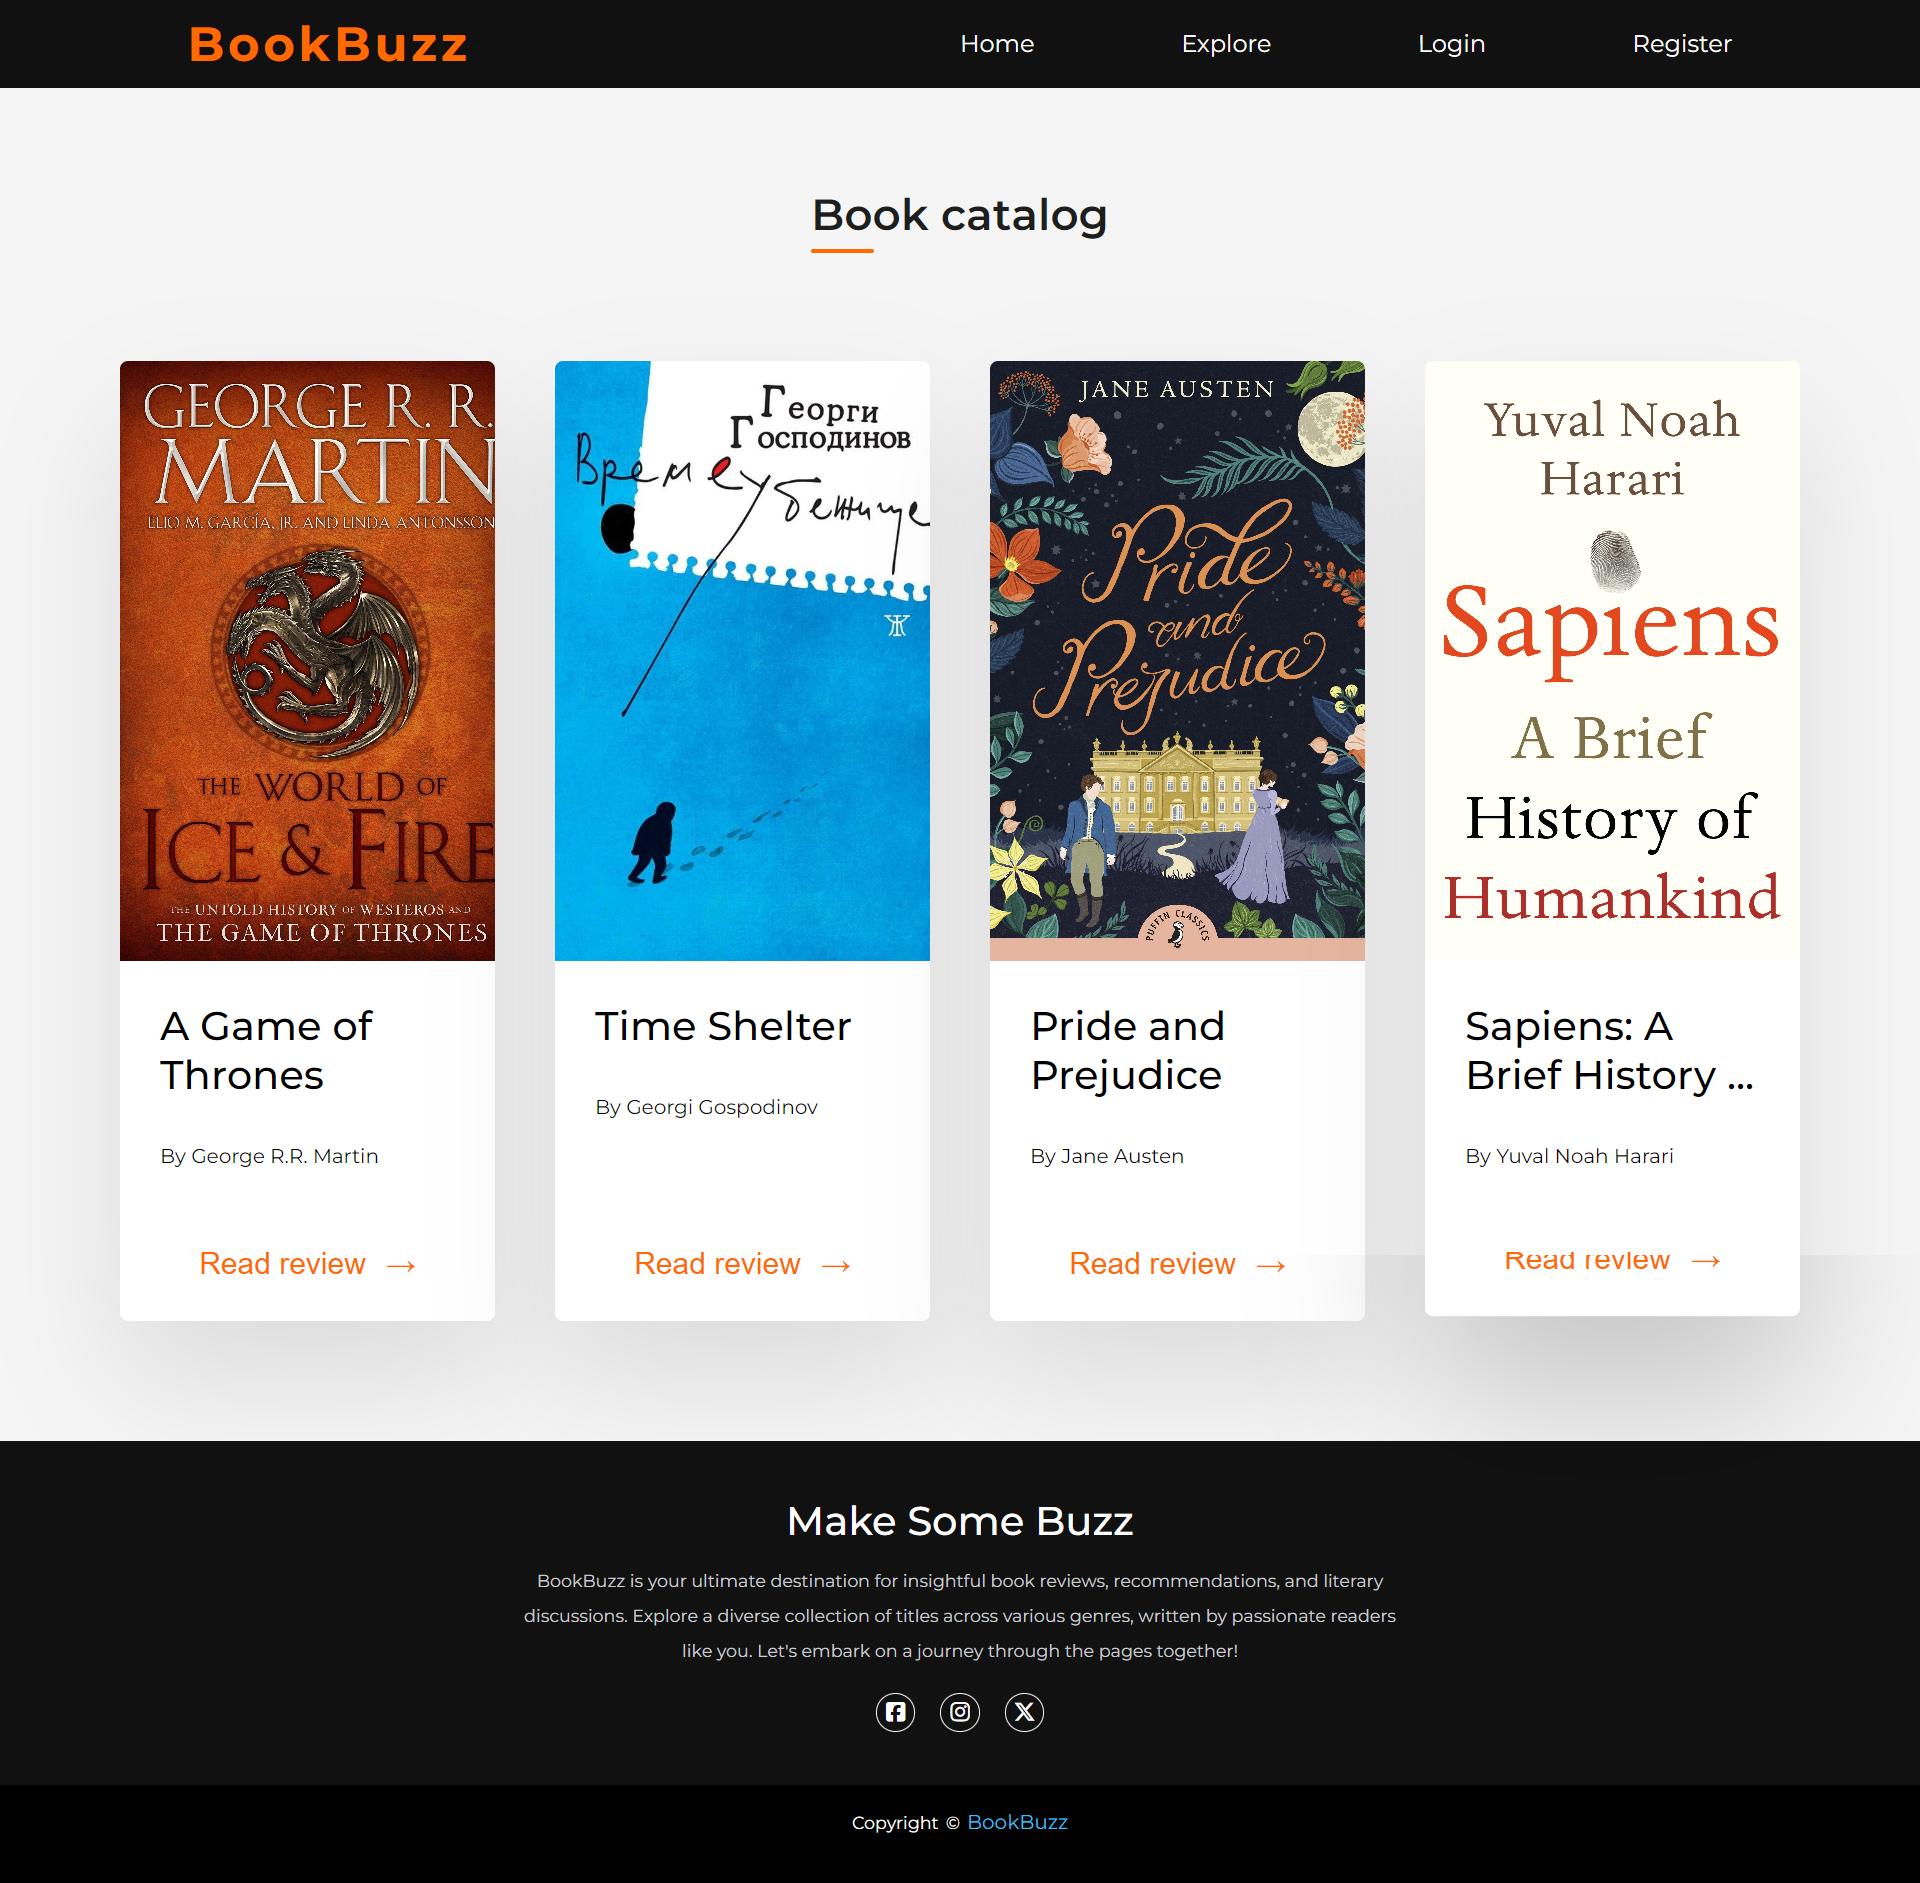 BookBuzz
Home
Explore
Login
Register
Book catalog
GEORGE R. R.
MARTIN
ELIO M. GARCÍA, JR. AND LINDA ANTONSSON
THE WORLD OF
ICE & FIRE
THE UNTOLD HISTORY OF WESTEROS AND
THE GAME OF THRONES
A Game of
Thrones
By George R.R. Martin
Read review →
Георги
Господинов
Времеубежище
Time Shelter
By Georgi Gospodinov
Read review →
JANE AUSTEN
Pride
and
Prejudice
PUFFIN CLASSICS
Pride and
Prejudice
By Jane Austen
Read review →
Yuval Noah
Harari
Sapiens
A Brief
History of
Humankind
Sapiens: A
Brief History ...
By Yuval Noah Harari
Read review →
Make Some Buzz
BookBuzz is your ultimate destination for insightful book reviews, recommendations, and literary
discussions. Explore a diverse collection of titles across various genres, written by passionate readers
like you. Let's embark on a journey through the pages together!
Copyright © BookBuzz